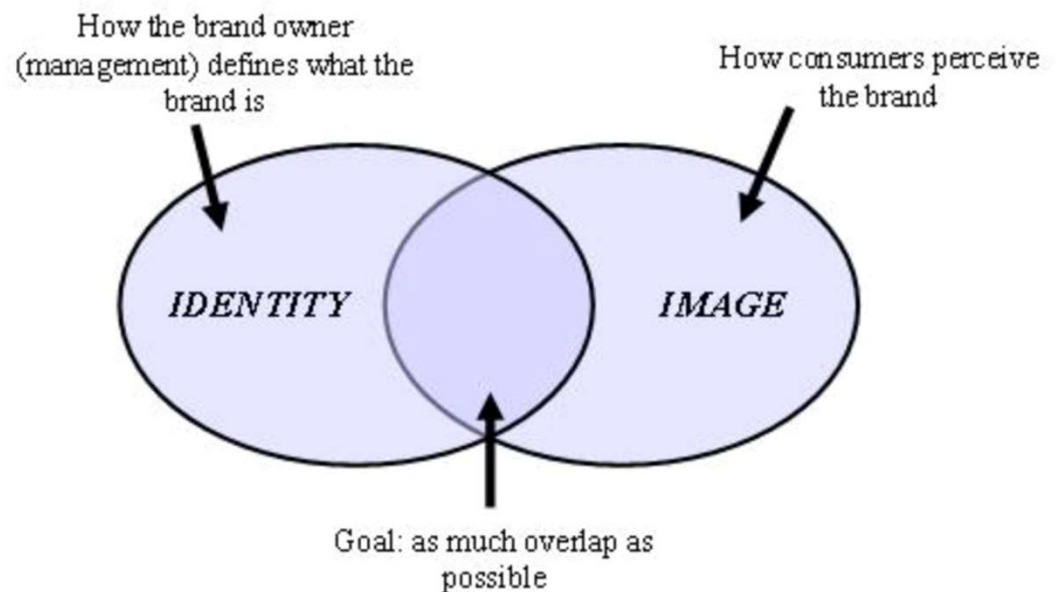 How the brand owner
(management) defines what the
brand is
How consumers perceive
the brand
IDENTITY
IMAGE
Goal: as much overlap as
possible